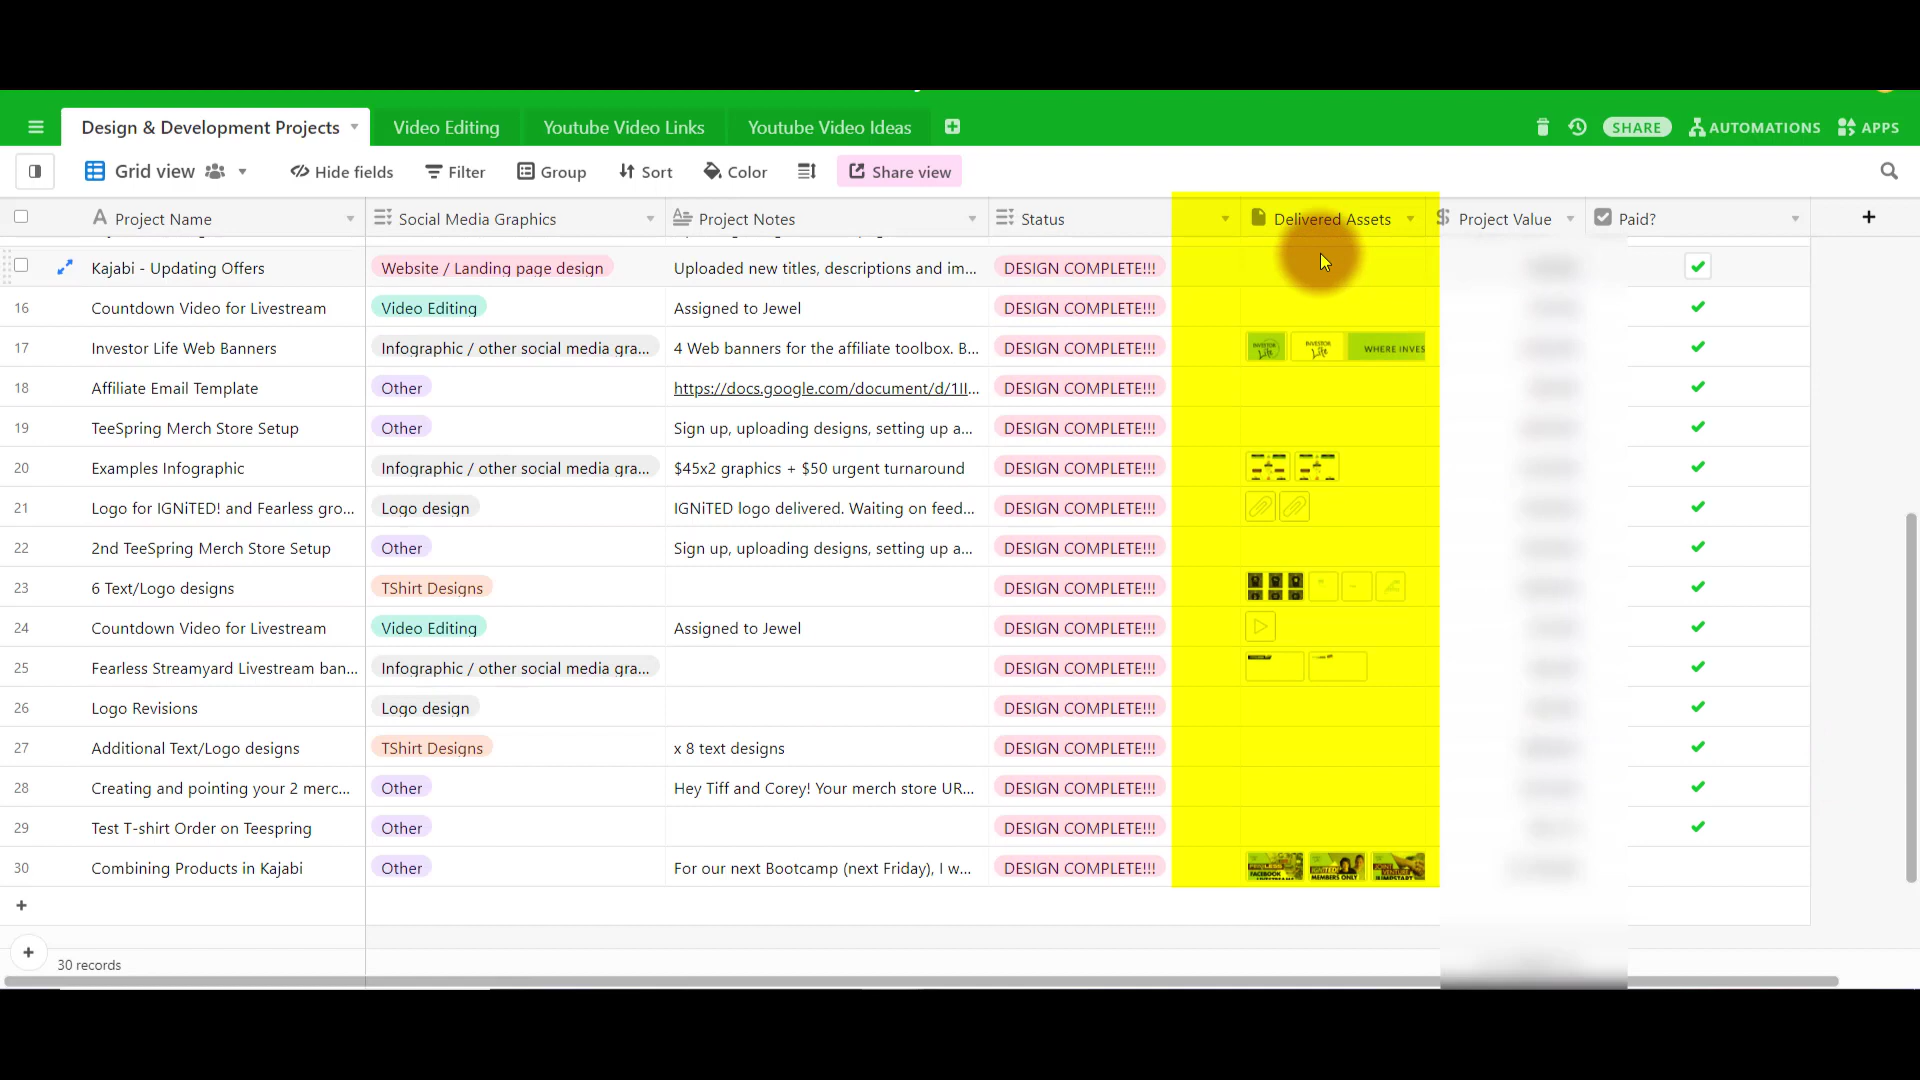 Design & Development Projects Video Editing Youtube Video Links Youtube Video Ideas SHARE AUTOMATIONS APPS
Grid view Hide fields Filter Group Sort Color Share view
Project Name Social Media Graphics Project Notes Status Delivered Assets Project Value Paid?
Kajabi - Updating Offers Website / Landing page design Uploaded new titles, descriptions and im... DESIGN COMPLETE!!!
16 Countdown Video for Livestream Video Editing Assigned to Jewel DESIGN COMPLETE!!!
17 Investor Life Web Banners Infographic / other social media gra... 4 Web banners for the affiliate toolbox. B... DESIGN COMPLETE!!! INVESTOR Life WHERE INVES
18 Affiliate Email Template Other https://docs.google.com/document/d/1II... DESIGN COMPLETE!!!
19 TeeSpring Merch Store Setup Other Sign up, uploading designs, setting up a... DESIGN COMPLETE!!!
20 Examples Infographic Infographic / other social media gra... $45x2 graphics + $50 urgent turnaround DESIGN COMPLETE!!!
21 Logo for IGNiTED! and Fearless gro... Logo design IGNiTED logo delivered. Waiting on feed... DESIGN COMPLETE!!!
22 2nd TeeSpring Merch Store Setup Other Sign up, uploading designs, setting up a... DESIGN COMPLETE!!!
23 6 Text/Logo designs TShirt Designs DESIGN COMPLETE!!!
24 Countdown Video for Livestream Video Editing Assigned to Jewel DESIGN COMPLETE!!!
25 Fearless Streamyard Livestream ban... Infographic / other social media gra... DESIGN COMPLETE!!!
26 Logo Revisions Logo design DESIGN COMPLETE!!!
27 Additional Text/Logo designs TShirt Designs x 8 text designs DESIGN COMPLETE!!!
28 Creating and pointing your 2 merc... Other Hey Tiff and Corey! Your merch store UR... DESIGN COMPLETE!!!
29 Test T-shirt Order on Teespring Other DESIGN COMPLETE!!!
30 Combining Products in Kajabi Other For our next Bootcamp (next Friday), I w... DESIGN COMPLETE!!! FACEBOOK IGNITED MEMBERS ONLY JOINT VENTURE JUMPSTART
30 records